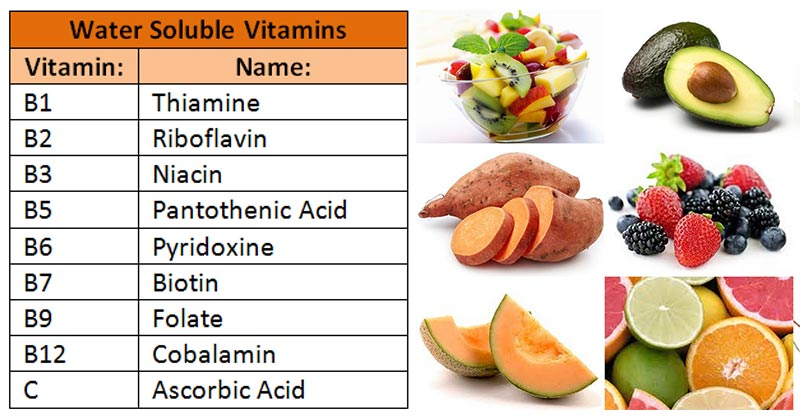 Water Soluble Vitamins
Vitamin: Name:
B1 Thiamine
B2 Riboflavin
B3 Niacin
B5 Pantothenic Acid
B6 Pyridoxine
B7 Biotin
B9 Folate
B12 Cobalamin
C Ascorbic Acid